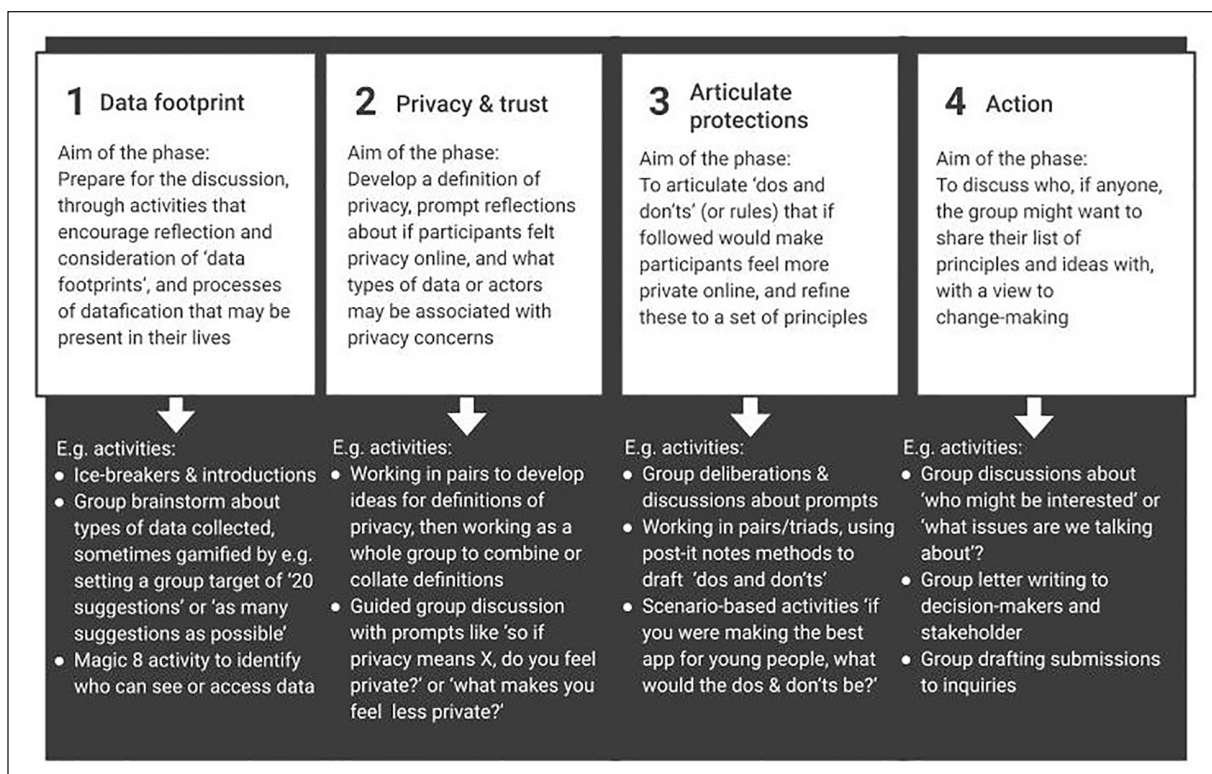 1 Data footprint
Aim of the phase:
Prepare for the discussion,
through activities that
encourage reflection and
consideration of ‘data
footprints’, and processes
of datafication that may be
present in their lives
E.g. activities:
● Ice-breakers & introductions
● Group brainstorm about
types of data collected,
sometimes gamified by e.g.
setting a group target of ‘20
suggestions’ or ‘as many
suggestions as possible’
● Magic 8 activity to identify
who can see or access data
2 Privacy & trust
Aim of the phase:
Develop a definition of
privacy, prompt reflections
about if participants felt
privacy online, and what
types of data or actors
may be associated with
privacy concerns
E.g. activities:
● Working in pairs to develop
ideas for definitions of
privacy, then working as a
whole group to combine or
collate definitions
● Guided group discussion
with prompts like ‘so if
privacy means X, do you feel
private?’ or ‘what makes you
feel less private?’
3 Articulate
protections
Aim of the phase:
To articulate ‘dos and
don’ts’ (or rules) that if
followed would make
participants feel more
private online, and refine
these to a set of principles
E.g. activities:
● Group deliberations &
discussions about prompts
● Working in pairs/triads, using
post-it notes methods to
draft ‘dos and don’ts’
● Scenario-based activities ‘if
you were making the best
app for young people, what
would the dos & don’ts be?’
4 Action
Aim of the phase:
To discuss who, if anyone,
the group might want to
share their list of
principles and ideas with,
with a view to
change-making
E.g. activities:
● Group discussions about
‘who might be interested’ or
‘what issues are we talking
about’?
● Group letter writing to
decision-makers and
stakeholder
● Group drafting submissions
to inquiries